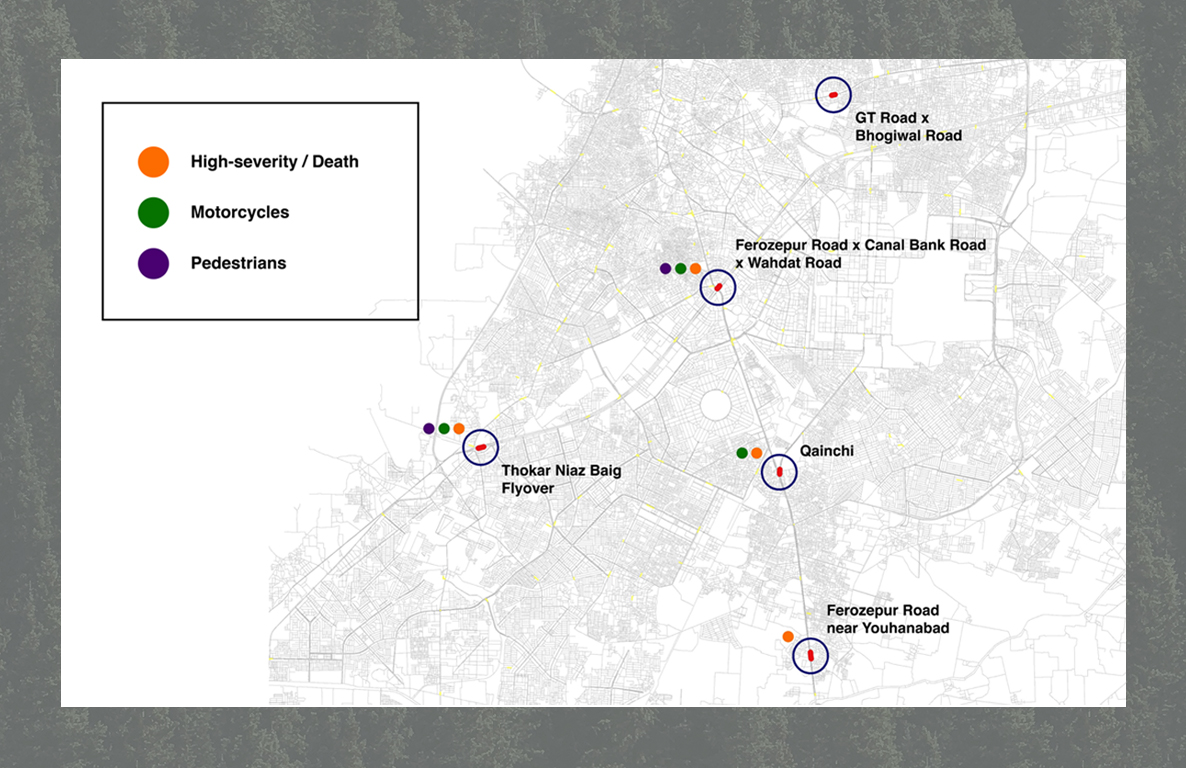 High-severity / Death
Motorcycles
Pedestrians
GT Road x
Bhogiwal Road
Ferozepur Road x Canal Bank Road
x Wahdat Road
Thokar Niaz Baig
Flyover
Qainchi
Ferozepur Road
near Youhanabad